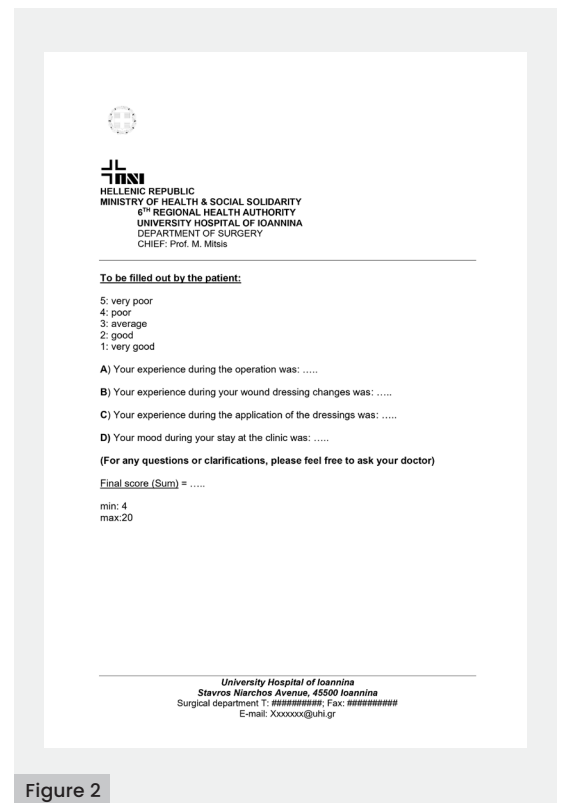 HELLENIC REPUBLIC
MINISTRY OF HEALTH & SOCIAL SOLIDARITY
6TH REGIONAL HEALTH AUTHORITY
UNIVERSITY HOSPITAL OF IOANNINA
DEPARTMENT OF SURGERY
CHIEF: Prof. M. Mitsis
To be filled out by the patient:
5: very poor
4: poor
3: average
2: good
1: very good
A) Your experience during the operation was: …..
B) Your experience during your wound dressing changes was: …..
C) Your experience during the application of the dressings was: …..
D) Your mood during your stay at the clinic was: …..
(For any questions or clarifications, please feel free to ask your doctor)
Final score (Sum) = …..
min: 4
max:20
University Hospital of Ioannina
Stavros Niarchos Avenue, 45500 Ioannina
Surgical department T: ##########; Fax: ##########
E-mail: Xxxxxxx@uhi.gr
Figure 2